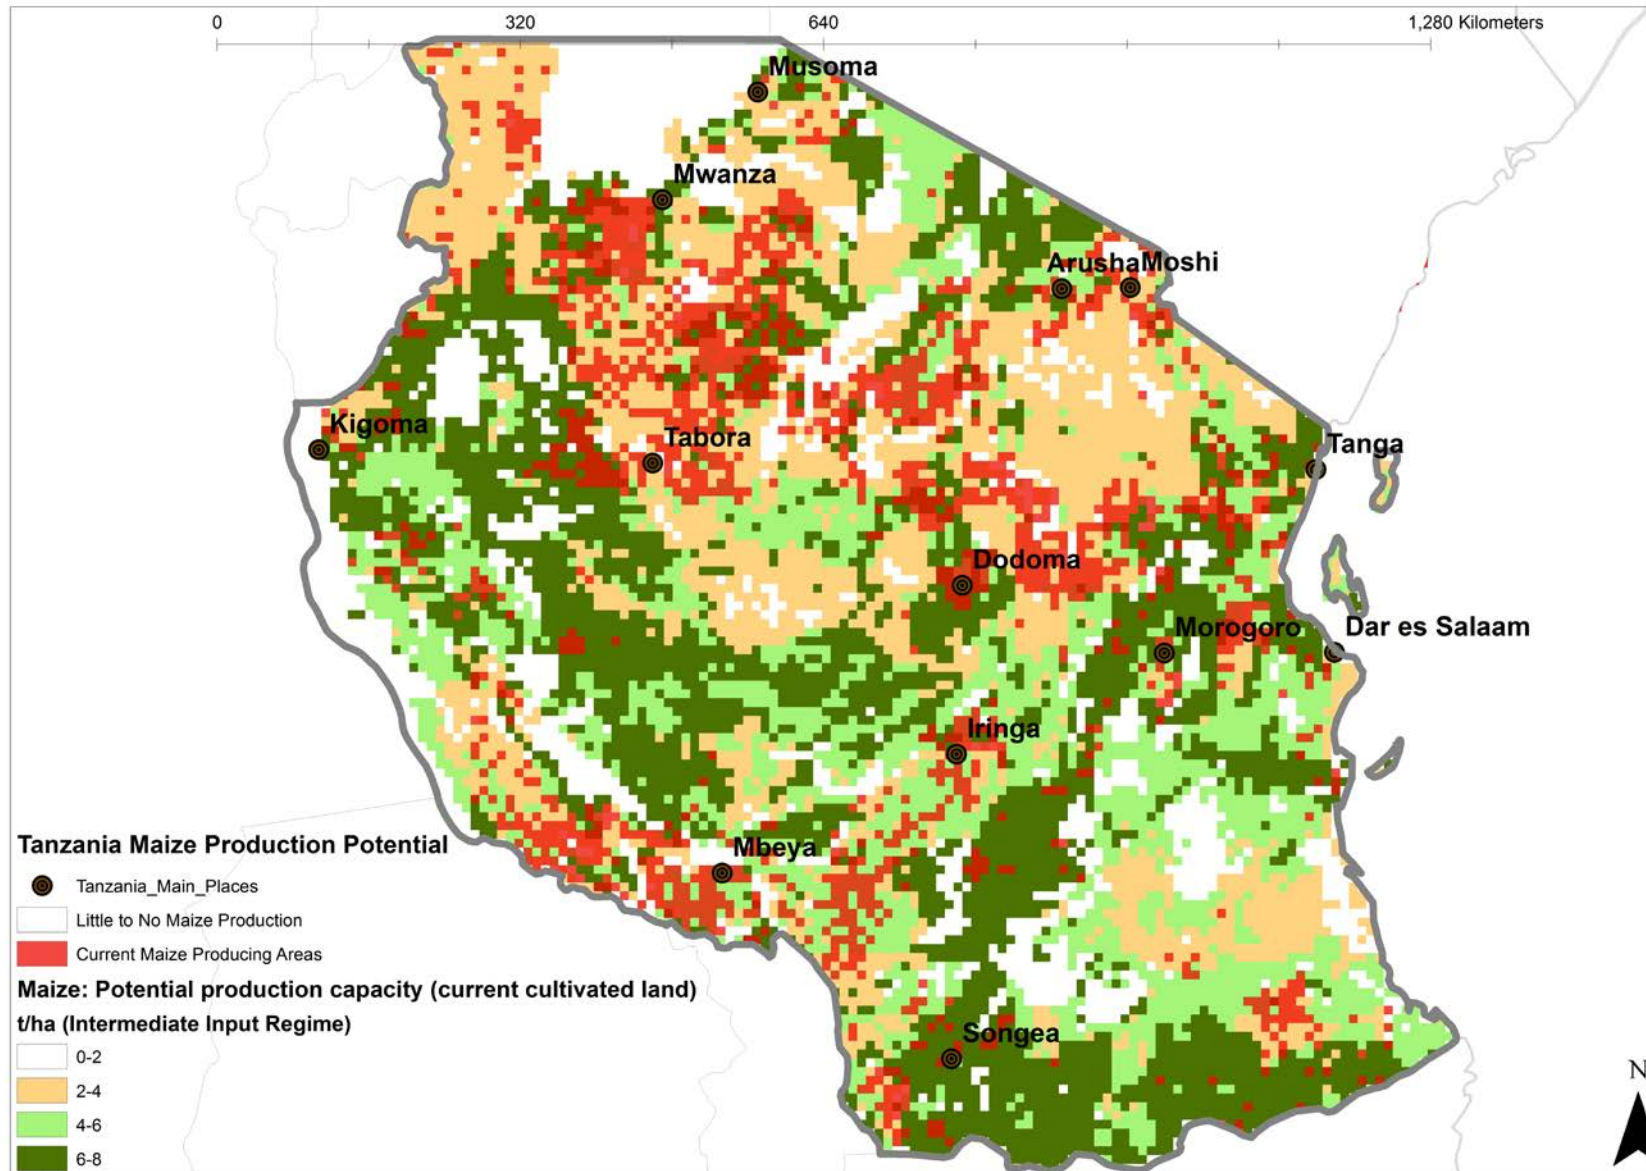 0 320 640 1,280 Kilometers
Musoma
Mwanza
Arusha Moshi
Kigoma
Tabora
Tanga
Dodoma
Morogoro Dar es Salaam
Iringa
Mbeya
Songea
Tanzania Maize Production Potential
Tanzania_Main_Places
Little to No Maize Production
Current Maize Producing Areas
Maize: Potential production capacity (current cultivated land)
t/ha (Intermediate Input Regime)
0-2
2-4
4-6
6-8
N